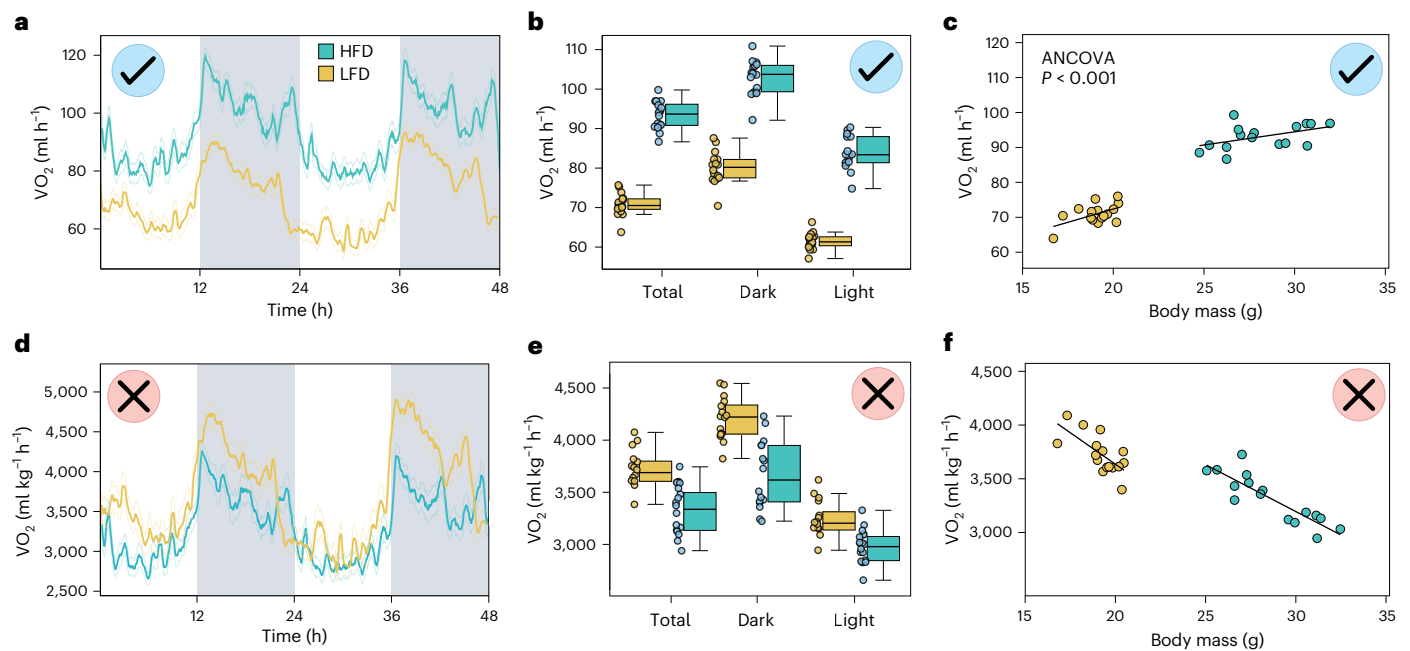 a
VO₂ (ml h⁻¹)
120
100
80
60
HFD
LFD
12
24
36
48
Time (h)
b
VO₂ (ml h⁻¹)
110
100
90
80
70
60
Total
Dark
Light
c
VO₂ (ml h⁻¹)
120
110
100
90
80
70
60
ANCOVA
P < 0.001
15
20
25
30
35
Body mass (g)
d
VO₂ (ml kg⁻¹ h⁻¹)
5,000
4,500
4,000
3,500
3,000
2,500
12
24
36
48
Time (h)
e
VO₂ (ml kg⁻¹ h⁻¹)
4,500
4,000
3,500
3,000
Total
Dark
Light
f
VO₂ (ml kg⁻¹ h⁻¹)
4,500
4,000
3,500
3,000
15
20
25
30
35
Body mass (g)